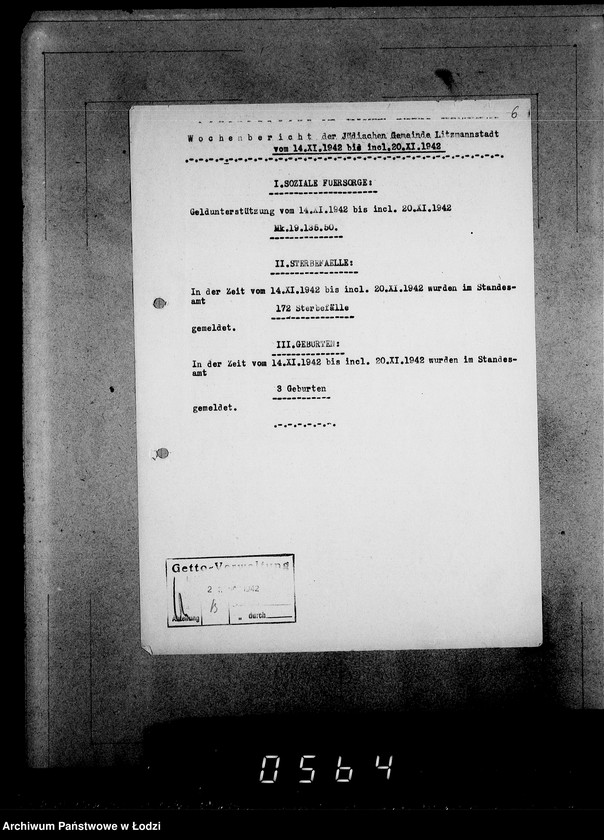 6
Wochenbericht der Jüdischen Gemeinde Litzmannstadt
vom 14.XI.1942 bis incl.20.XI.1942
I.SOZIALE FUERSORGE:
Geldunterstützung vom 14.XI.1942 bis incl. 20.XI.1942
Mk.19.135.50.
II.STERBEFAELLE:
In der Zeit vom 14.XI.1942 bis incl. 20.XI.1942 wurden im Standes-
amt
172 Sterbefälle
gemeldet.
III.GEBURTEN:
In der Zeit vom 14.XI.1942 bis incl. 20.XI.1942 wurden im Standes-
amt
3 Geburten
gemeldet.
Getto-Verwaltung
1942
Abteilung
durch
0564
Archiwum Państwowe w Łodzi